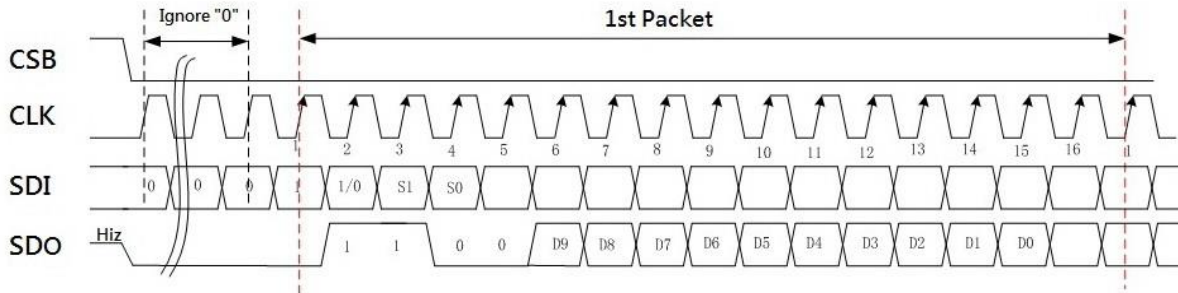 Ignore "0"
1st Packet
CSB
CLK
1 2 3 4 5 6 7 8 9 10 11 12 13 14 15 16 1
SDI
0 0 0 1 1/0 S1 S0
SDO
Hiz
1 1 0 0 D9 D8 D7 D6 D5 D4 D3 D2 D1 D0